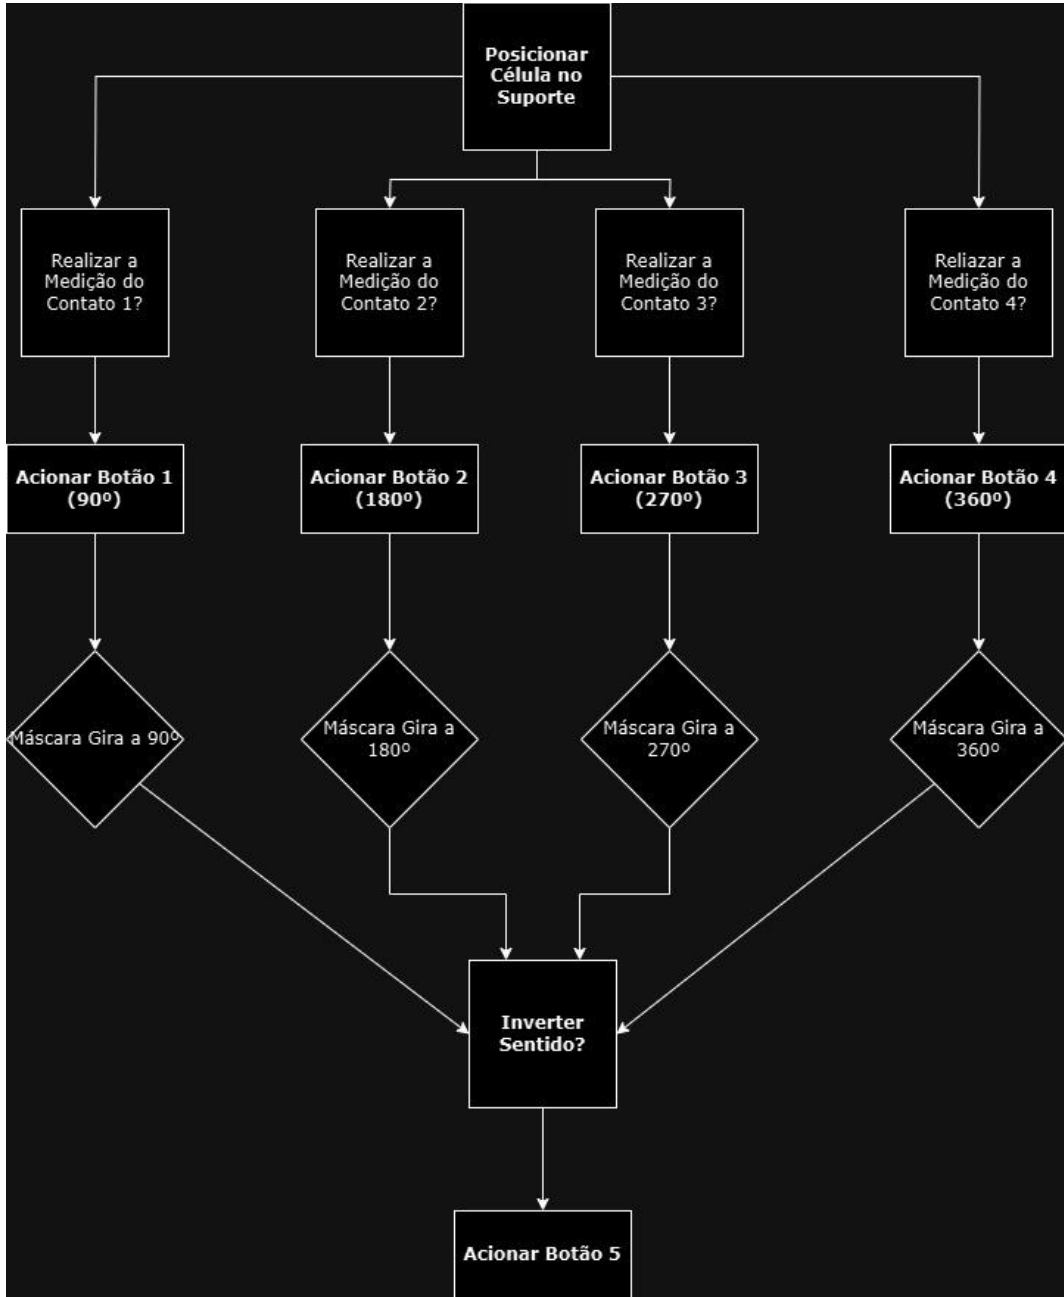 Posicionar
Célula no
Suporte
Realizar a
Medição do
Contato 1?
Realizar a
Medição do
Contato 2?
Realizar a
Medição do
Contato 3?
Reliazar a
Medição do
Contato 4?
Acionar Botão 1
(90º)
Acionar Botão 2
(180º)
Acionar Botão 3
(270º)
Acionar Botão 4
(360º)
Máscara Gira a 90º
Máscara Gira a
180º
Máscara Gira a
270º
Máscara Gira a
360º
Inverter
Sentido?
Acionar Botão 5